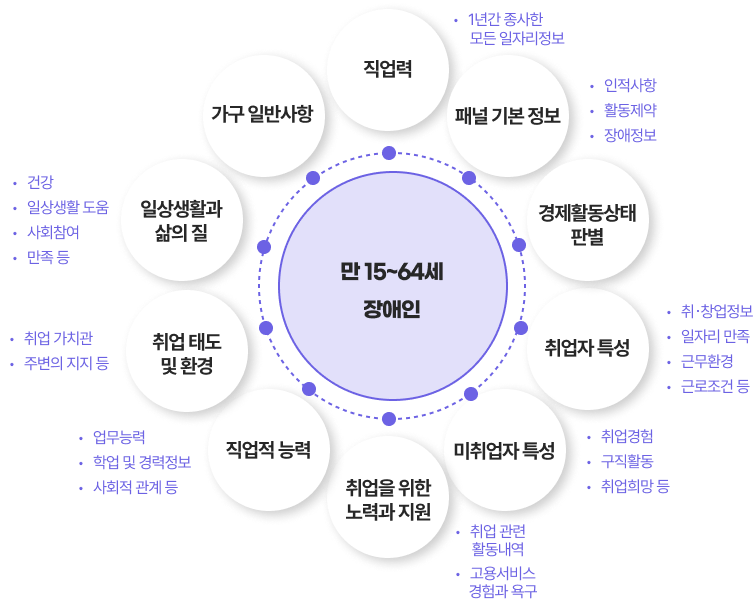 직업력
• 1년간 종사한
모든 일자리정보
패널 기본 정보
• 인적사항
• 활동제약
• 장애정보
경제활동상태
판별
취업자 특성
• 취·창업정보
• 일자리 만족
• 근무환경
• 근로조건 등
미취업자 특성
• 취업경험
• 구직활동
• 취업희망 등
취업을 위한
노력과 지원
• 취업 관련
활동내역
• 고용서비스
경험과 욕구
직업적 능력
• 업무능력
• 학업 및 경력정보
• 사회적 관계 등
취업 태도
및 환경
• 취업 가치관
• 주변의 지지 등
일상생활과
삶의 질
• 건강
• 일상생활 도움
• 사회참여
• 만족 등
가구 일반사항
만 15~64세
장애인